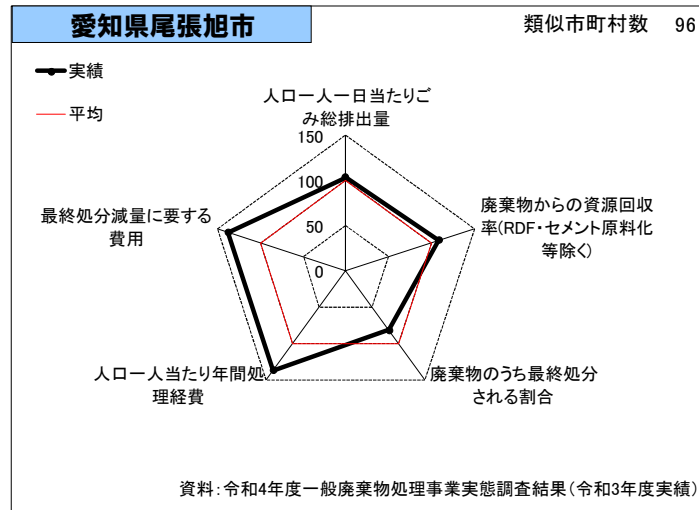 愛知県尾張旭市
類似市町村数 96
実績
平均
人口一人一日当たりご
み総排出量
150
100
50
0
廃棄物からの資源回収
率(RDF・セメント原料化
等除く)
最終処分減量に要する
費用
人口一人当たり年間処
理経費
廃棄物のうち最終処分
される割合
資料:令和4年度一般廃棄物処理事業実態調査結果(令和3年度実績)